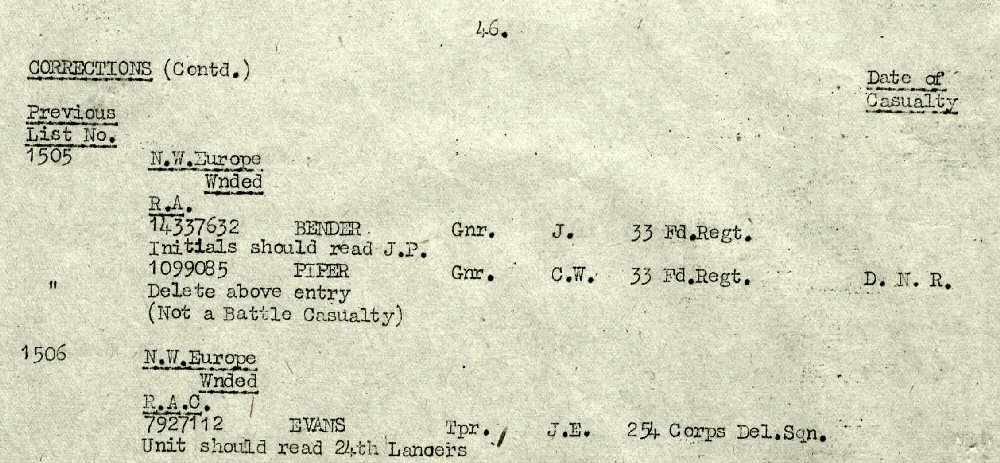 46.
CORRECTIONS (Contd.)
Date of
Casualty
Previous
List No.
1505 N.W.Europe
Wnded
R.A.
14337632 BENDER Gnr. J. 33 Fd.Regt.
Initials should read J.P.
1099085 PIPER Gnr. C.W. 33 Fd.Regt. D. N. R.
" Delete above entry
(Not a Battle Casualty)
1506 N.W.Europe
Wnded
R.A.C.
7927112 EVANS Tpr. J.E. 254 Corps Del.Sqn.
Unit should read 24th Lancers